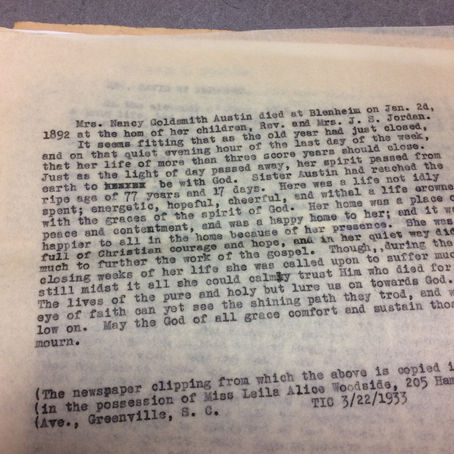 Mrs. Nancy Goldsmith Austin died at Blenheim on Jan. 2d,
1892 at the hom of her children, Rev. and Mrs. J. S. Jordan.
It seems fitting that as the old year had just closed,
and on that quiet evening hour of the last day of the week,
that her life of more than three score years should close.
Just as the light of day passed away, her spirit passed from
earth to be with God. Sister Austin had reached the
ripe age of 77 years and 17 days. Here was a life not idly
spent; energetic, hopeful, cheerful, and withal a life crowne
with the graces of the spirit of God. Her home was a place o
peace and contentment, and was a happy home to her; and it w
happier to all in the home because of her presence. She was
full of Christian courage and hope, and in her quiet way did
much to further the work of the gospel. Though, during the
closing weeks of her life she was called upon to suffer muc
still midst it all she could calmly trust Him who died for
The lives of the pure and holy but lure us on towards God.
eye of faith can yet see the shining path they trod, and w
low on. May the God of all grace comfort and sustain thos
mourn.
(The newspaper clipping from which the above is copied i
(in the possession of Miss Leila Alice Woodside, 205 Ham
(Ave., Greenville, S. C. TIC 3/22/1933